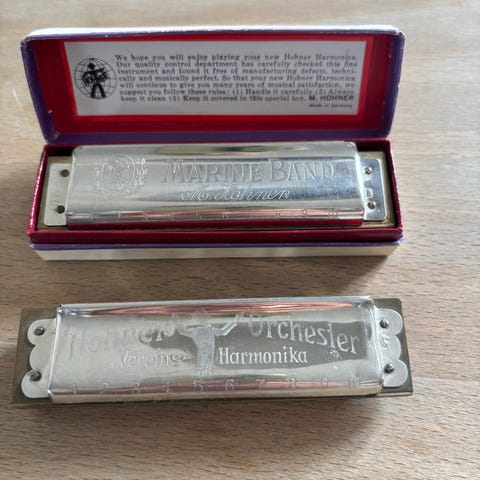 We hope you will enjoy playing your new Hohner Harmonica.
Our quality control department has carefully checked this fine
instrument and found it free of manufacturing defects, techni-
cally and musically perfect. So that your new Hohner Harmonica
will continue to give you many years of musical satisfaction, we
suggest you follow these rules: (1) Handle it carefully (2) Always
keep it clean (3) Keep it covered in this special box. M. HOHNER
Made in Germany
MARINE BAND
M. Hohner
D
1 2 3 4 5 6 7 8 9 10
Hohner Orchester
Vereins- Harmonika
G
1 2 3 4 5 6 7 8 9 10